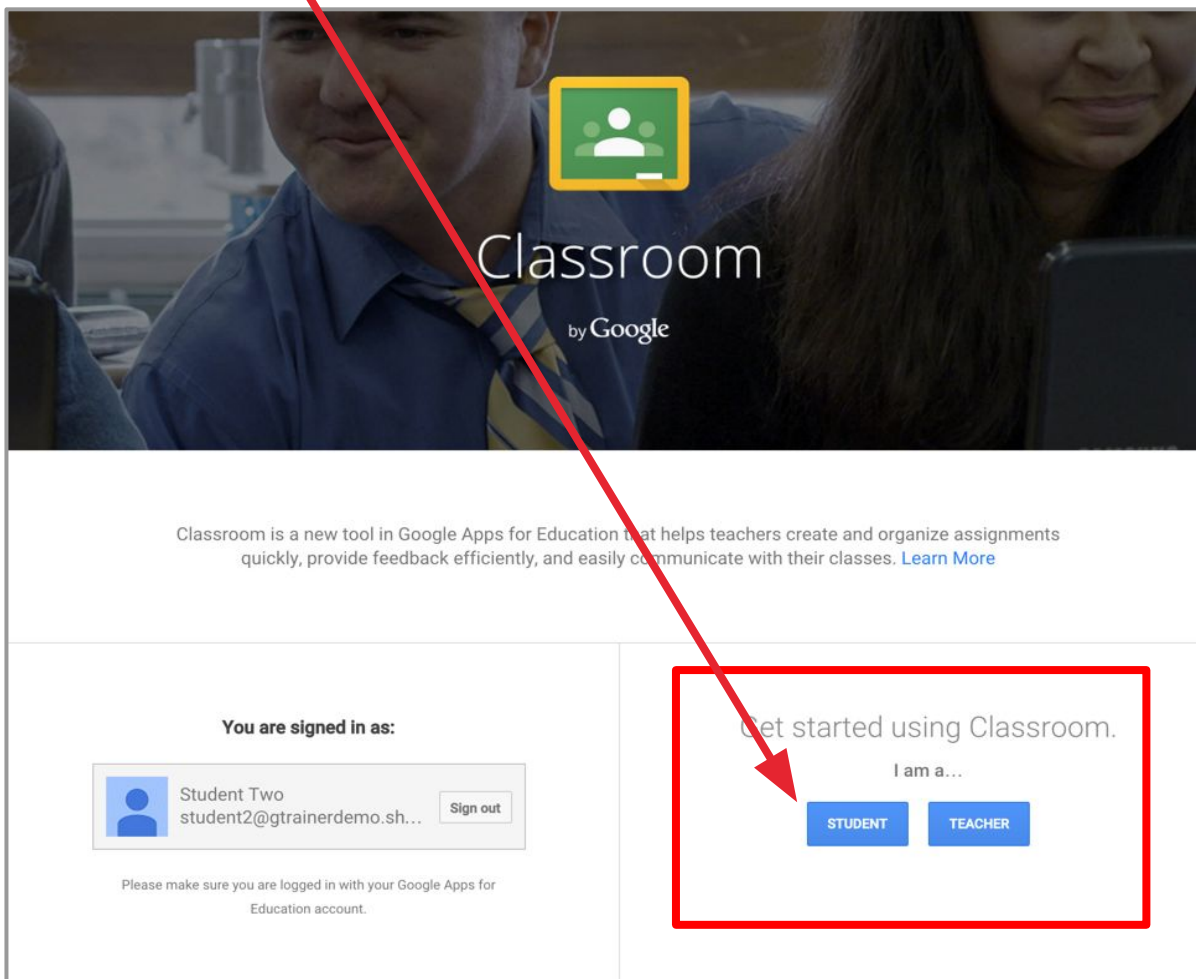 Classroom
by Google
Classroom is a new tool in Google Apps for Education that helps teachers create and organize assignments
quickly, provide feedback efficiently, and easily communicate with their classes. Learn More
You are signed in as:
Student Two
student2@gtrainerdemo.sh...
Sign out
Please make sure you are logged in with your Google Apps for
Education account.
Get started using Classroom.
I am a...
STUDENT
TEACHER